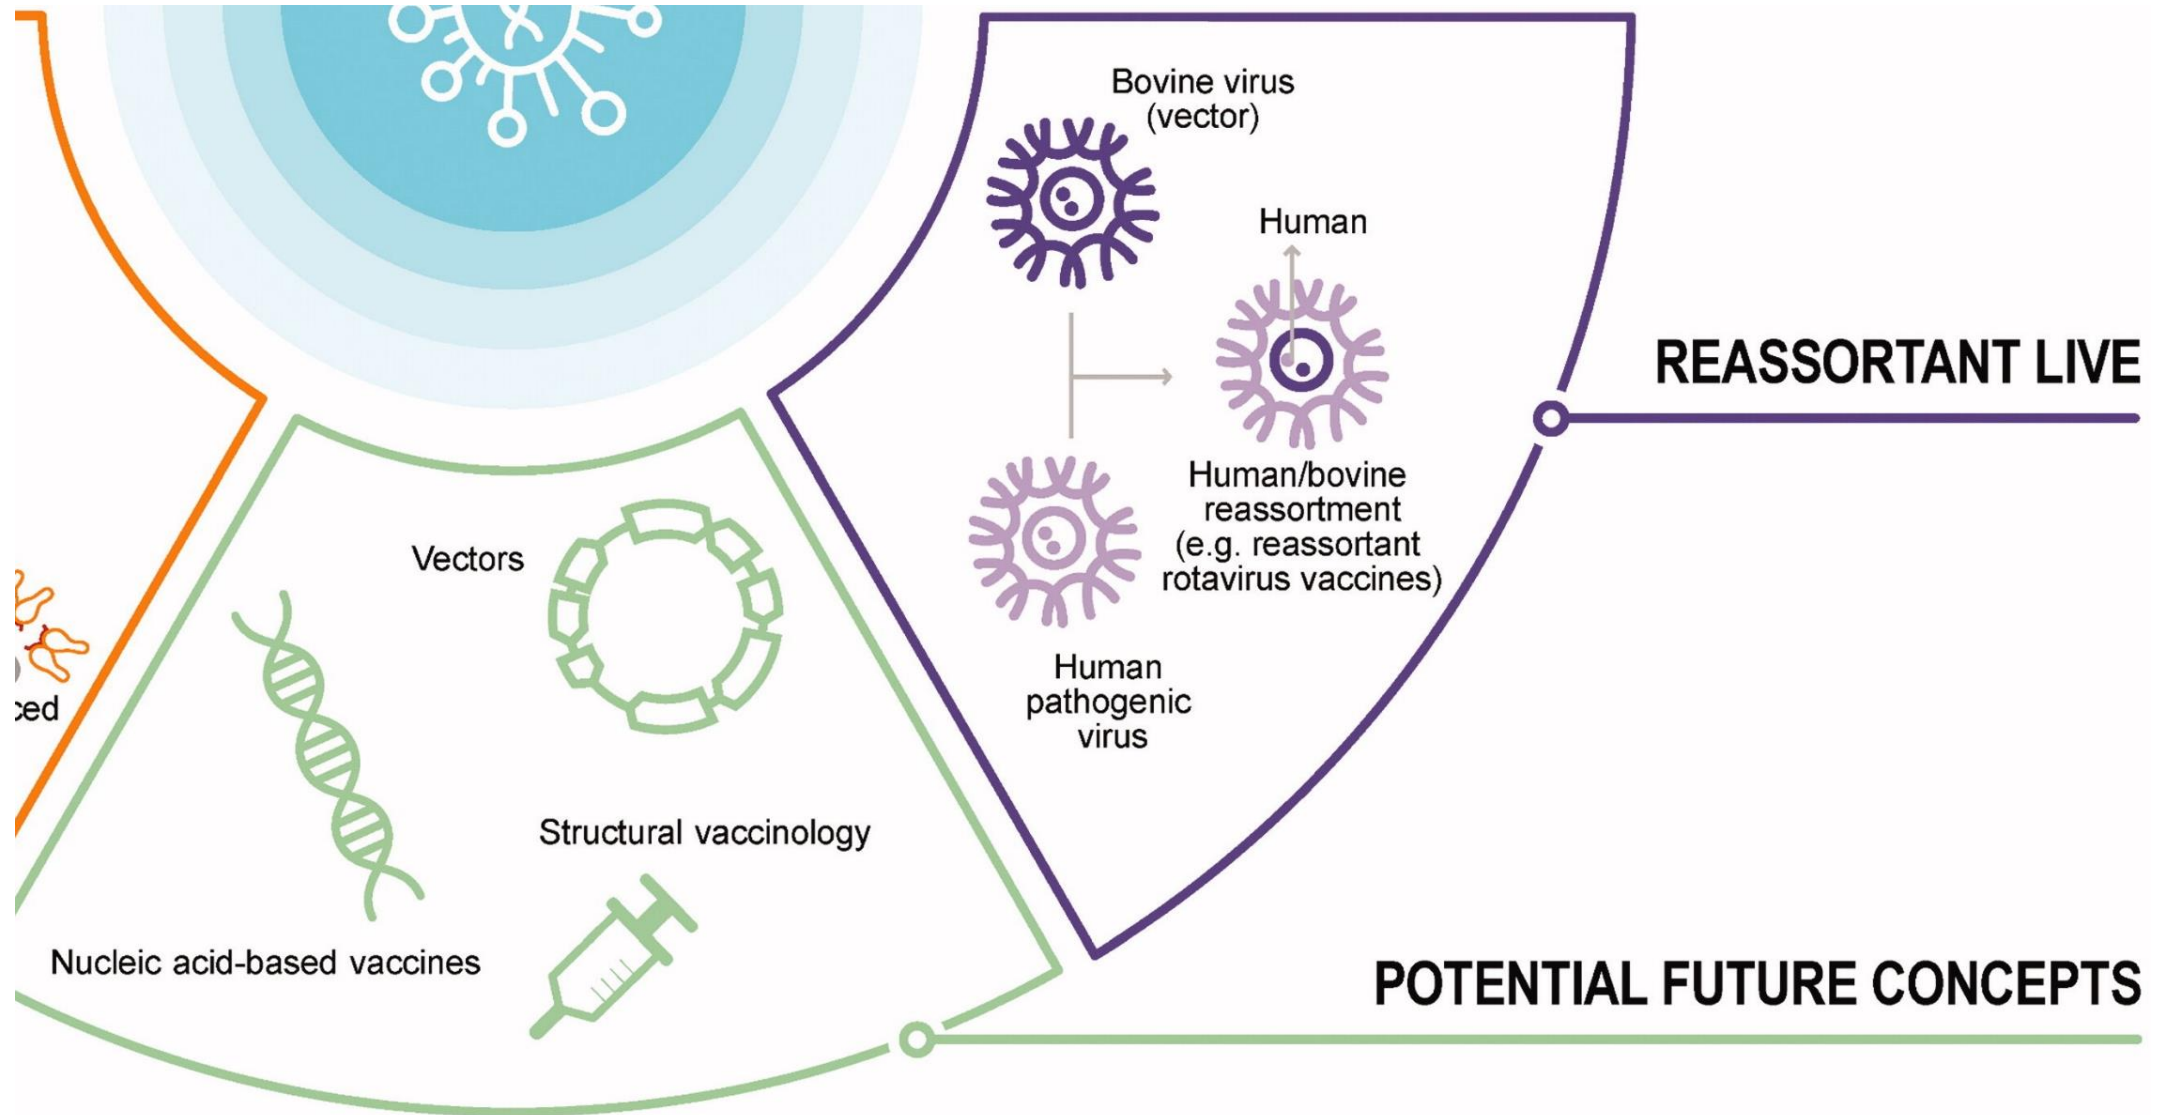 Bovine virus
(vector)
Human
REASSORTANT LIVE
Human/bovine
reassortment
(e.g. reassortant
rotavirus vaccines)
Human
pathogenic
virus
Vectors
Structural vaccinology
Nucleic acid-based vaccines
POTENTIAL FUTURE CONCEPTS